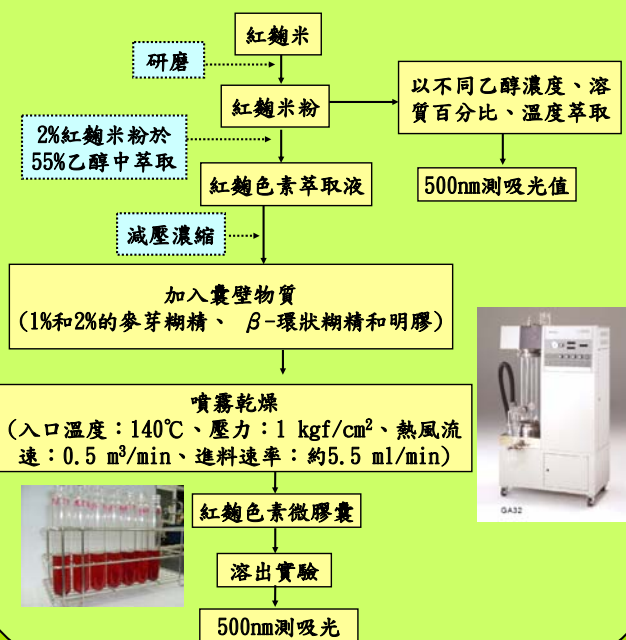 紅麴米
研磨
紅麴米粉
以不同乙醇濃度、溶
質百分比、溫度萃取
2%紅麴米粉於
55%乙醇中萃取
紅麴色素萃取液
500nm測吸光值
減壓濃縮
加入囊壁物質
(1%和2%的麥芽糊精、 β-環狀糊精和明膠)
噴霧乾燥
(入口溫度：140℃、壓力：1 kgf/cm²、熱風流
速：0.5 m³/min、進料速率：約5.5 ml/min)
GA32
紅麴色素微膠囊
溶出實驗
500nm測吸光